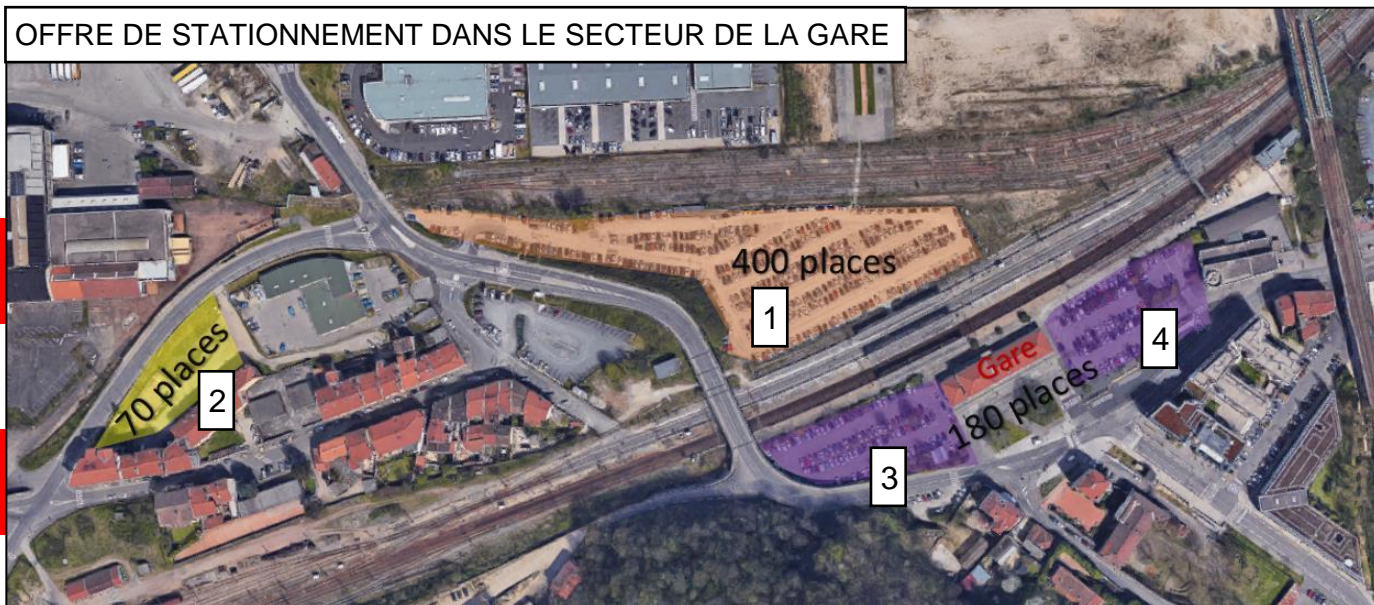 OFFRE DE STATIONNEMENT DANS LE SECTEUR DE LA GARE
400 places
1
70 places
2
Gare
180 places
3
4